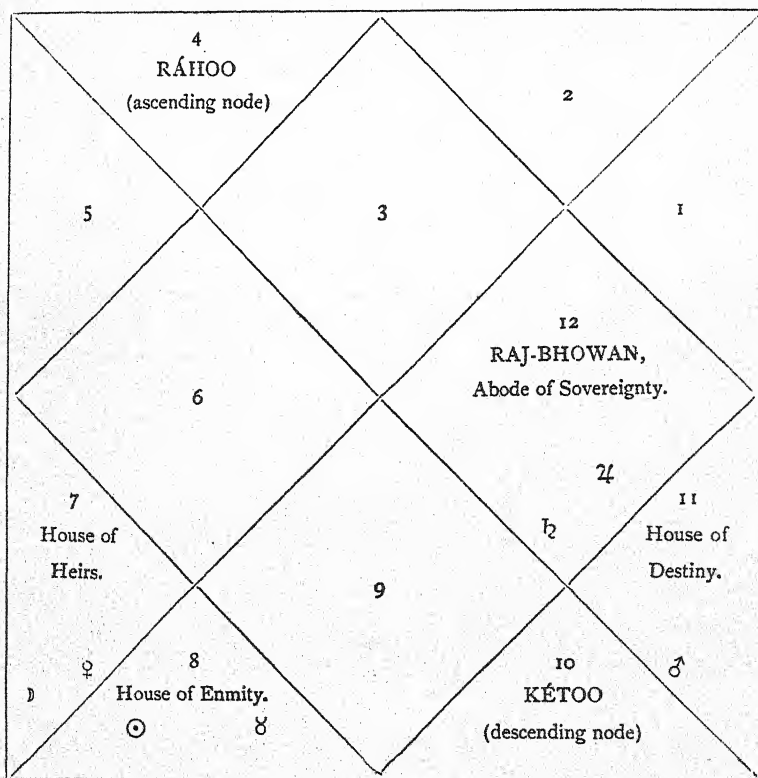 4
RÁHOO
(ascending node)
2
5
3
1
12
RAJ-BHOWAN,
Abode of Sovereignty.
6
♃
7
House of
Heirs.
♄
11
House of
Destiny.
9
☽ ♀
8
House of Enmity.
☉ ♉
10
KÉTOO
(descending node)
♂